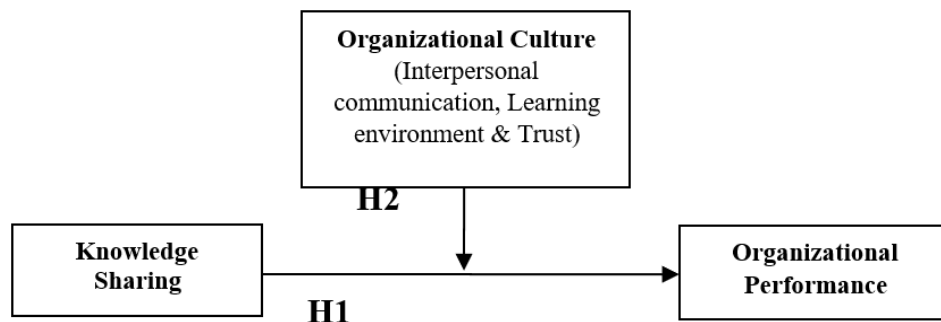 Organizational Culture
(Interpersonal
communication, Learning
environment & Trust)
H2
Knowledge
Sharing
Organizational
Performance
H1